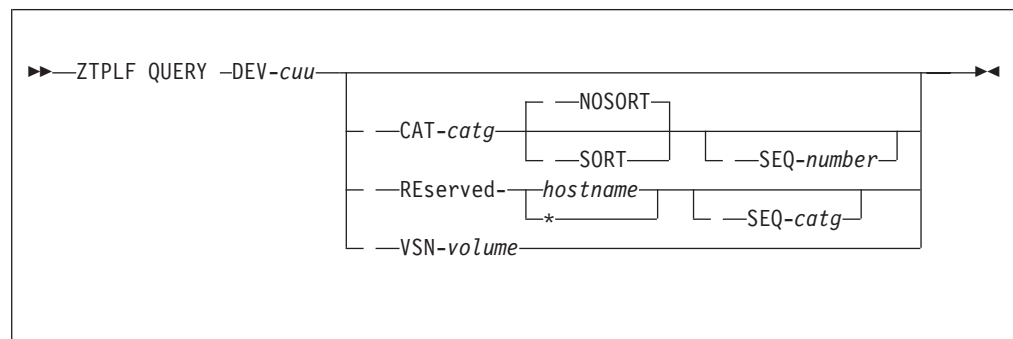 ZTPLF QUERY DEV-cuu
NOSORT
CAT-catg
SORT
SEQ-number
REserved-
hostname
*
SEQ-catg
VSN-volume